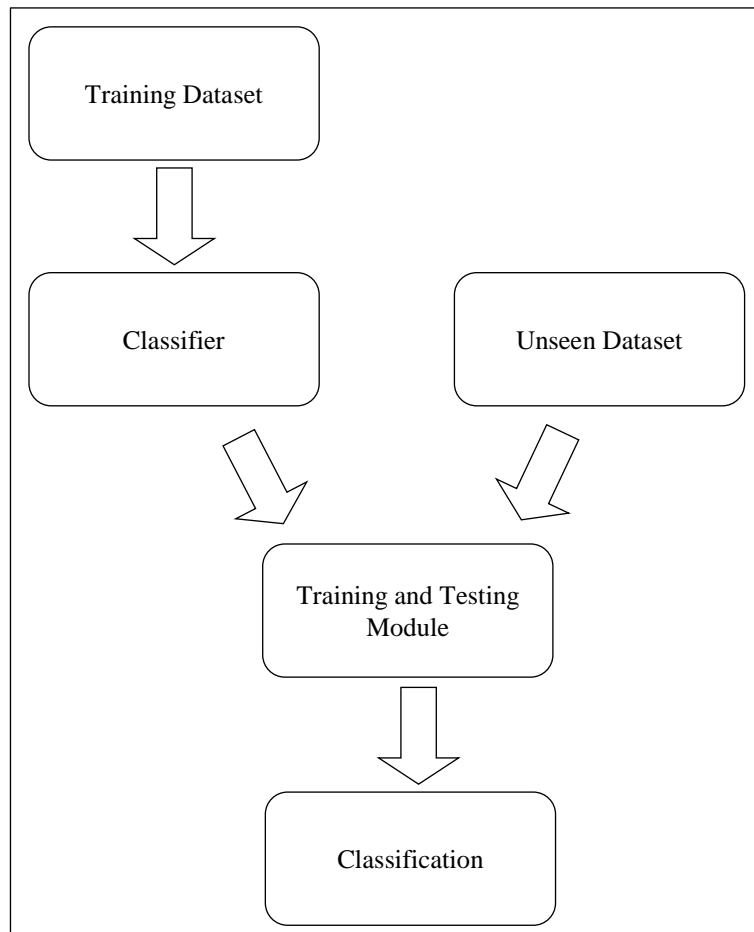 Training Dataset
Classifier
Unseen Dataset
Training and Testing
Module
Classification